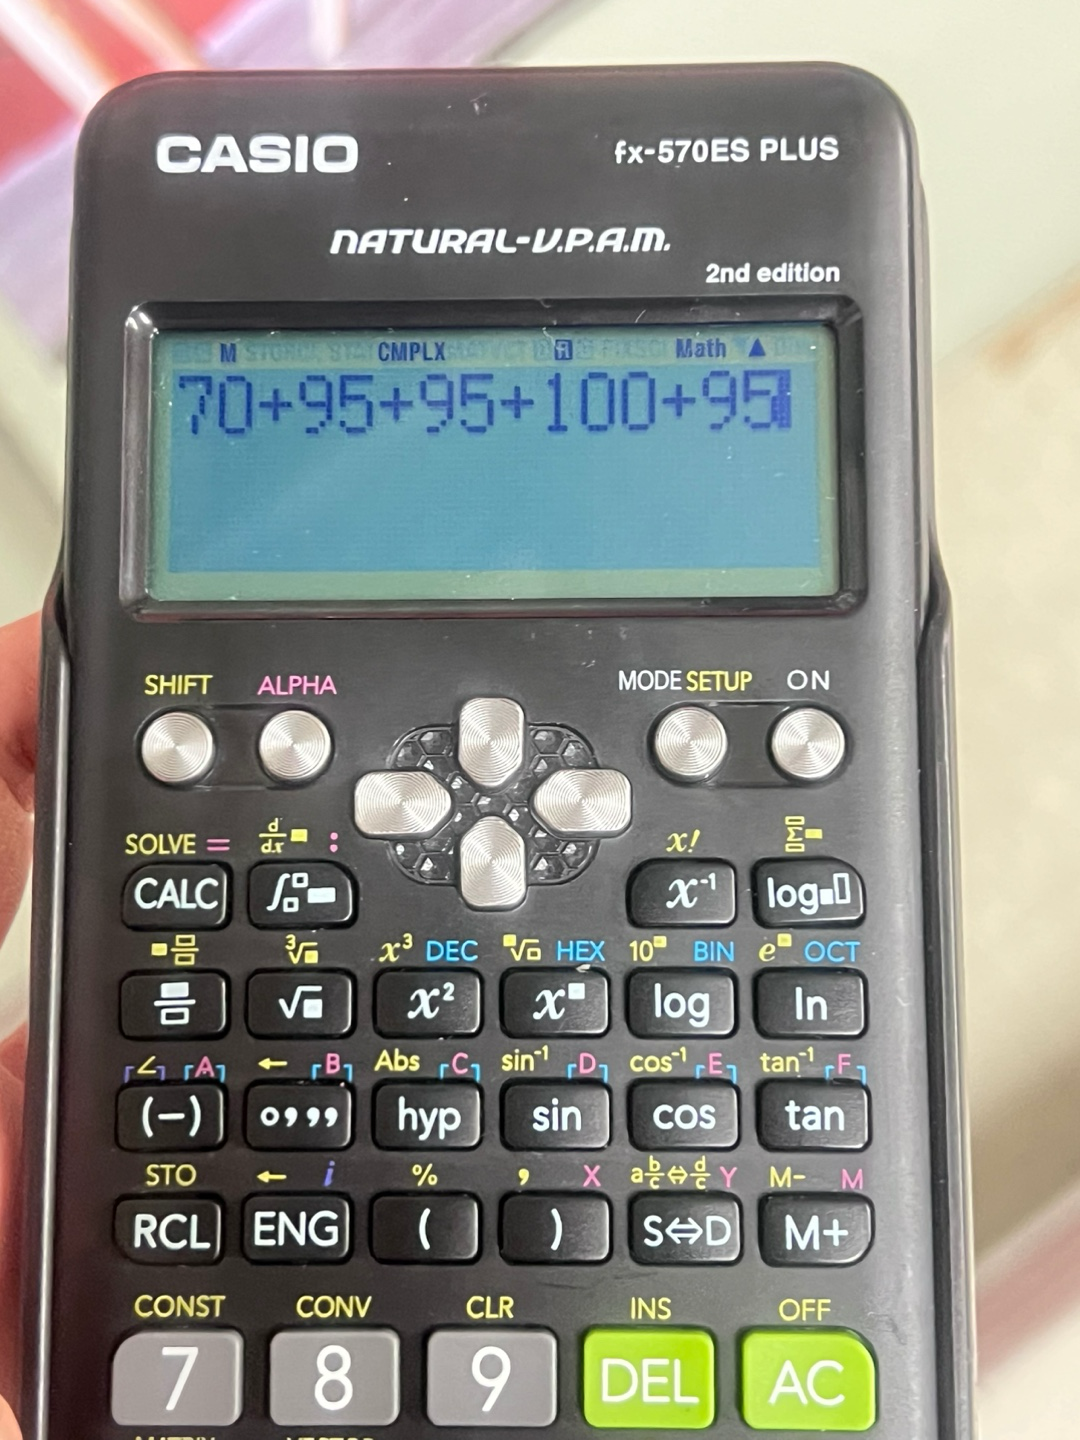 CASIO fx-570ES PLUS
NATURAL-V.P.A.M.
2nd edition
M CMPLX R Math ▲
70+95+95+100+95
SHIFT ALPHA MODE SETUP ON
SOLVE = d/dx : x! Σ
CALC ∫ x⁻¹ log
∛ x³ DEC √ HEX 10 BIN e OCT
√ x² x log ln
∠ A ← B Abs C sin⁻¹ D cos⁻¹ E tan⁻¹ F
(−) °,,, hyp sin cos tan
STO ← i % , X a b/c⇔d/c Y M− M
RCL ENG ( ) S⇔D M+
CONST CONV CLR INS OFF
7 8 9 DEL AC